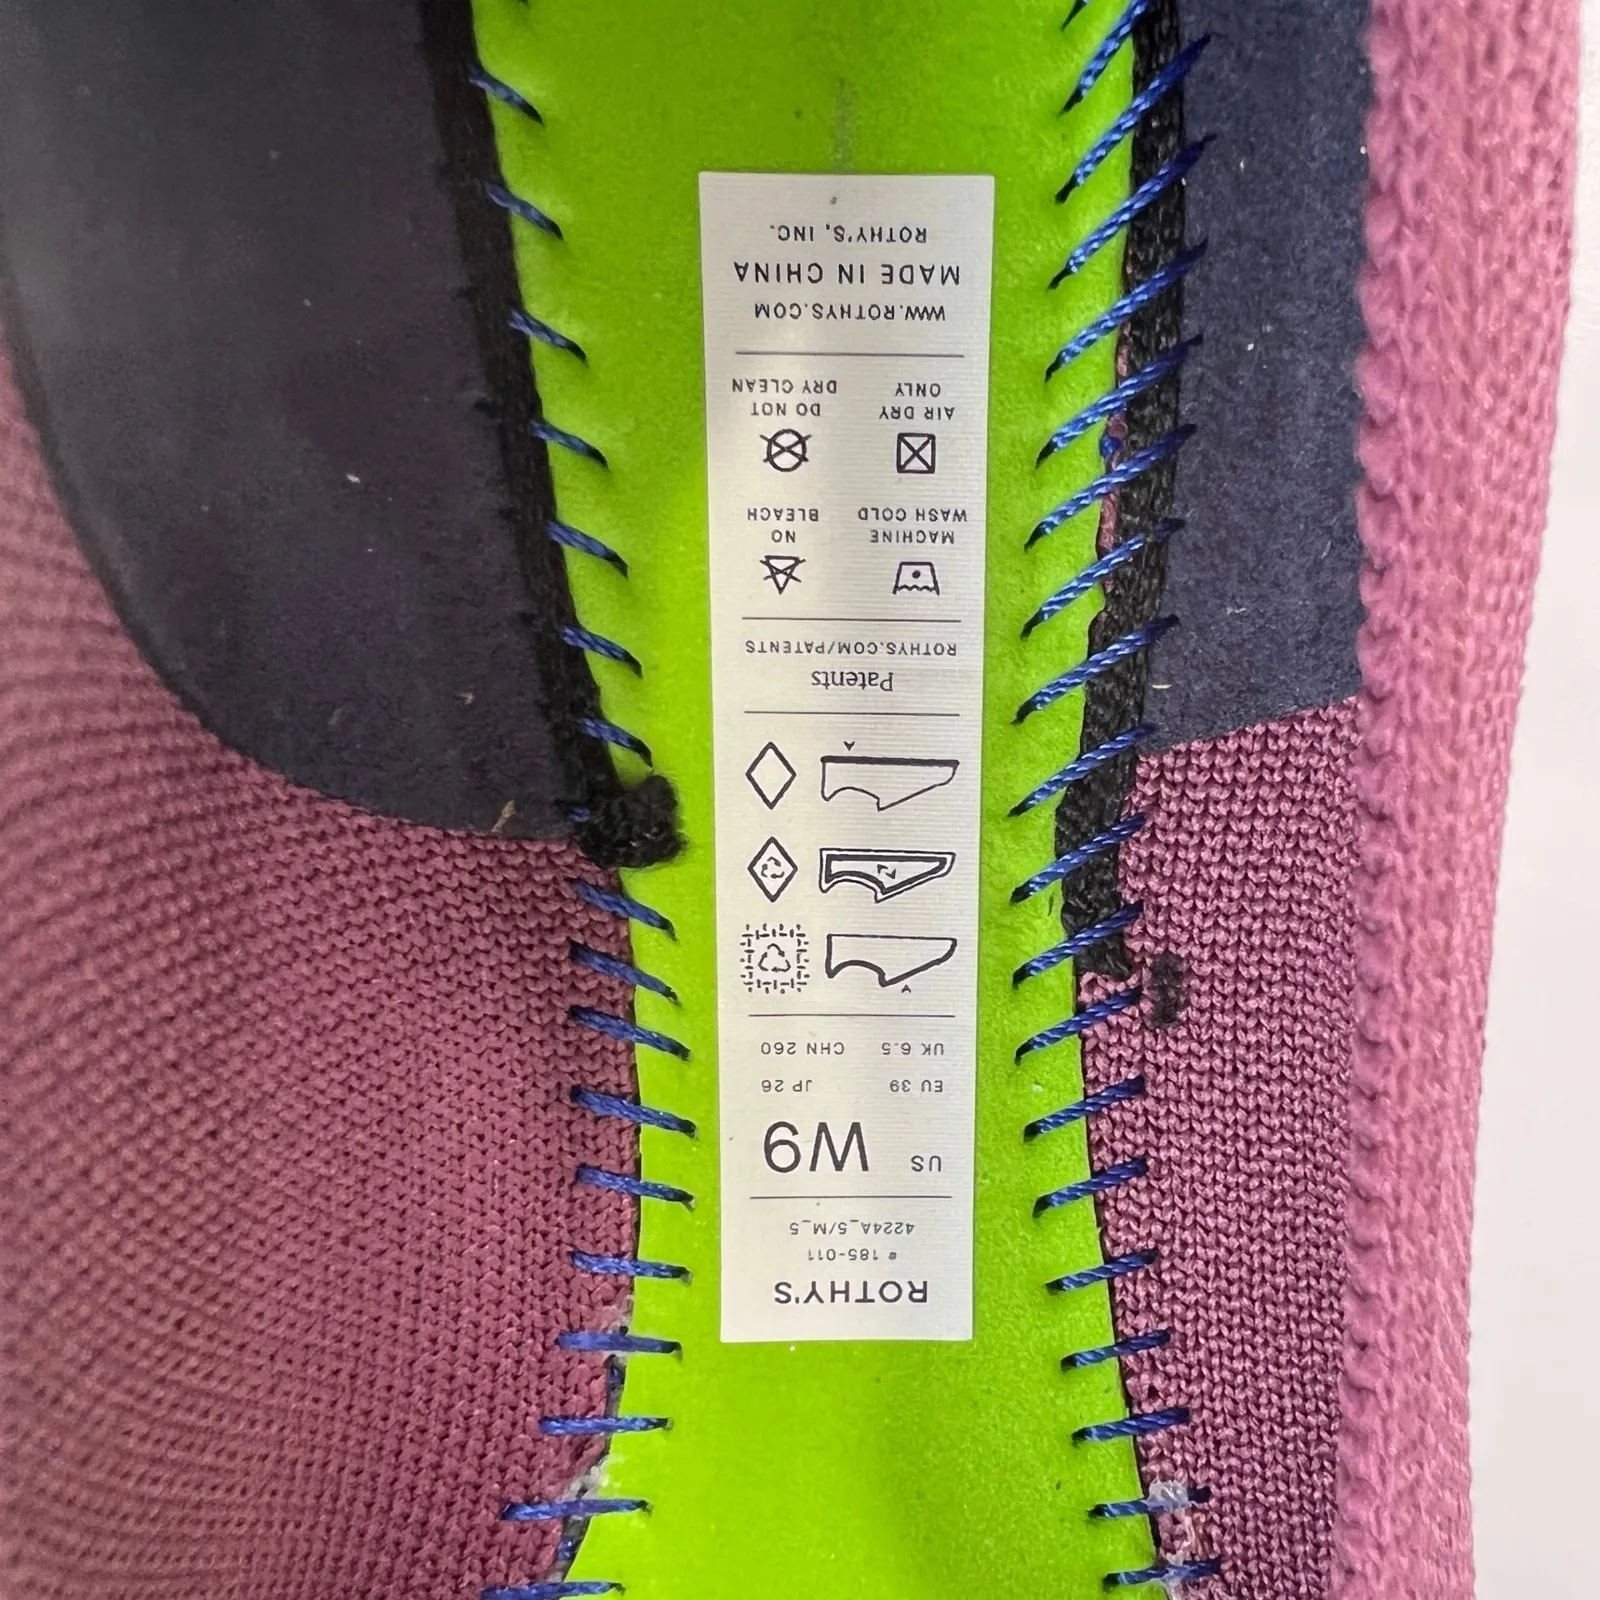 ROTHY'S
# 185-011
4224A_5/M_5
US W9
EU 39 JP 26
UK 6.5 CHN 260
Patents
ROTHYS.COM/PATENTS
MACHINE WASH COLD
NO BLEACH
AIR DRY ONLY
DO NOT DRY CLEAN
WWW.ROTHYS.COM
MADE IN CHINA
ROTHY'S, INC.